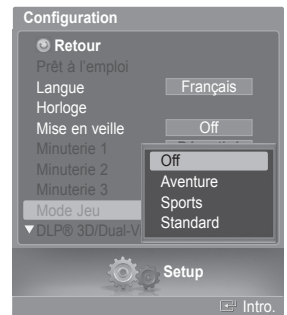 Configuration
Retour
Prêt à l'emploi
Langue Français
Horloge
Mise en veille Off
Minuterie 1
Minuterie 2
Minuterie 3
Mode Jeu
Off
Aventure
Sports
Standard
▼DLP® 3D/Dual-V
Setup
Intro.